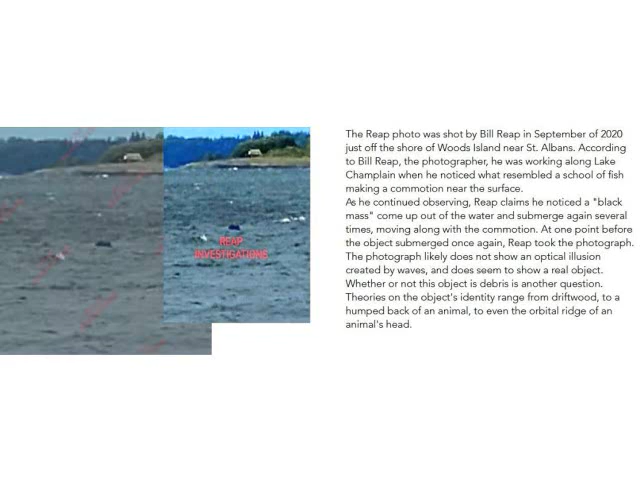 REAP
INVESTIGATIONS
The Reap photo was shot by Bill Reap in September of 2020
just off the shore of Woods Island near St. Albans. According
to Bill Reap, the photographer, he was working along Lake
Champlain when he noticed what resembled a school of fish
making a commotion near the surface.
As he continued observing, Reap claims he noticed a "black
mass" come up out of the water and submerge again several
times, moving along with the commotion. At one point before
the object submerged once again, Reap took the photograph.
The photograph likely does not show an optical illusion
created by waves, and does seem to show a real object.
Whether or not this object is debris is another question.
Theories on the object's identity range from driftwood, to a
humped back of an animal, to even the orbital ridge of an
animal's head.